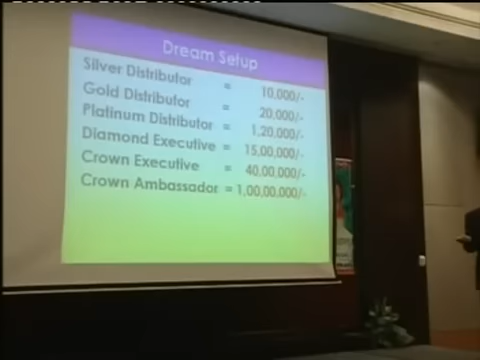 Dream Setup
Silver Distributor = 10,000/-
Gold Distributor = 20,000/-
Platinum Distributor = 1,20,000/-
Diamond Executive = 15,00,000/-
Crown Executive = 40,00,000/-
Crown Ambassador = 1,00,00,000/-